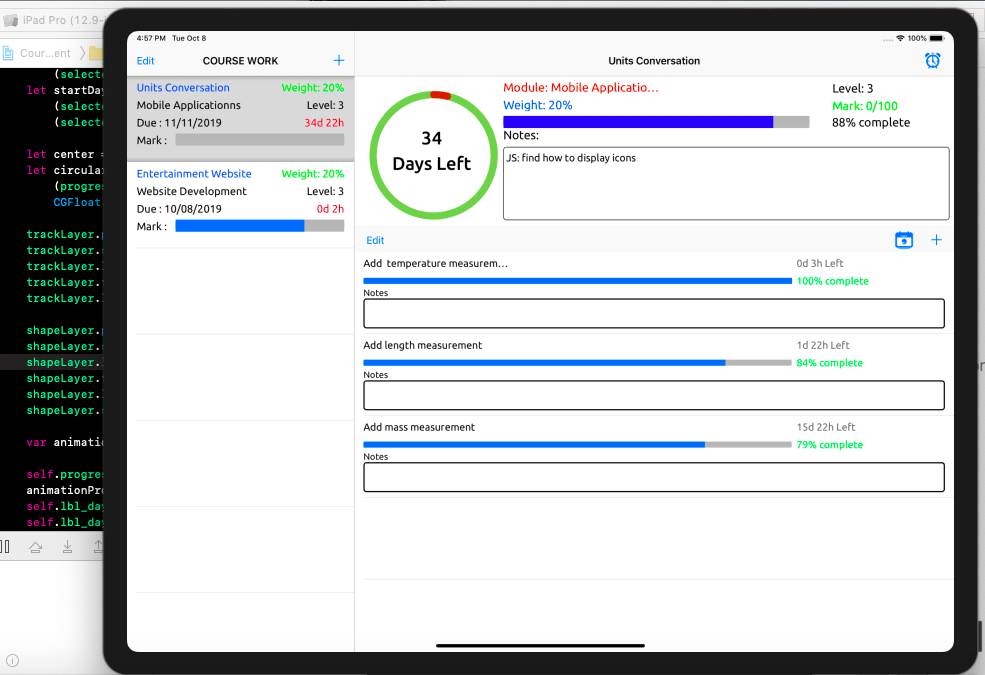 iPad Pro (12.9-
Cour…ent
(select
let startDay
(select
(select
let center =
let circular
(progres
CGFloat.
trackLayer.
trackLayer.
trackLayer.
trackLayer.
trackLayer.
shapeLayer.
shapeLayer.
shapeLayer.
shapeLayer.
shapeLayer.
shapeLayer.
var animatio
self.progres
animationPro
self.lbl_day
self.lbl_day
4:57 PM Tue Oct 8
100%
Edit COURSE WORK +
Units Conversation Weight: 20%
Mobile Applicationns Level: 3
Due : 11/11/2019 34d 22h
Mark :
Entertainment Website Weight: 20%
Website Development Level: 3
Due : 10/08/2019 0d 2h
Mark :
Units Conversation
34
Days Left
Module: Mobile Applicatio… Level: 3
Weight: 20% Mark: 0/100
88% complete
Notes:
JS: find how to display icons
Edit 9 +
Add  temperature measurem… 0d 3h Left
100% complete
Notes
Add length measurement 1d 22h Left
84% complete
Notes
Add mass measurement 15d 22h Left
79% complete
Notes